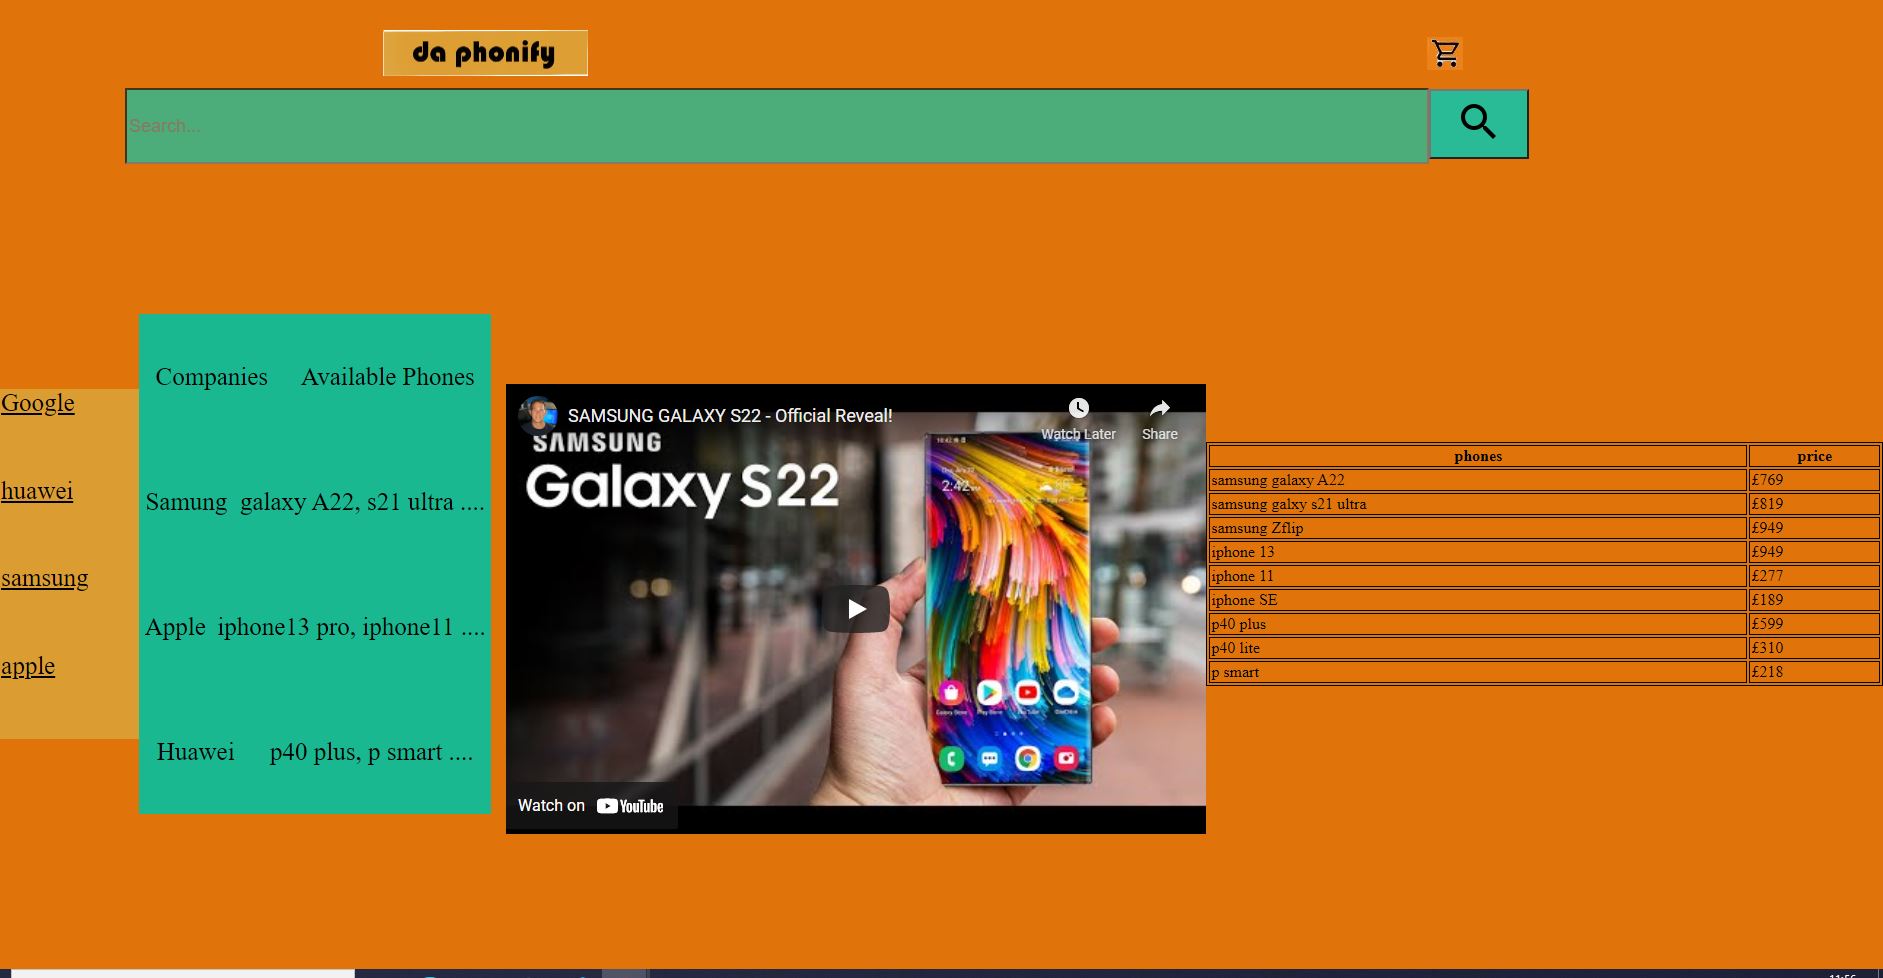 da phonify
Search...
Google
huawei
samsung
apple
Companies Available Phones
Samung galaxy A22, s21 ultra ....
Apple iphone13 pro, iphone11 ....
Huawei p40 plus, p smart ....
SAMSUNG GALAXY S22 - Official Reveal!
Watch Later
Share
SAMSUNG
Galaxy S22
2:42
Watch on YouTube
phones price
samsung galaxy A22 £769
samsung galxy s21 ultra £819
samsung Zflip £949
iphone 13 £949
iphone 11 £277
iphone SE £189
p40 plus £599
p40 lite £310
p smart £218